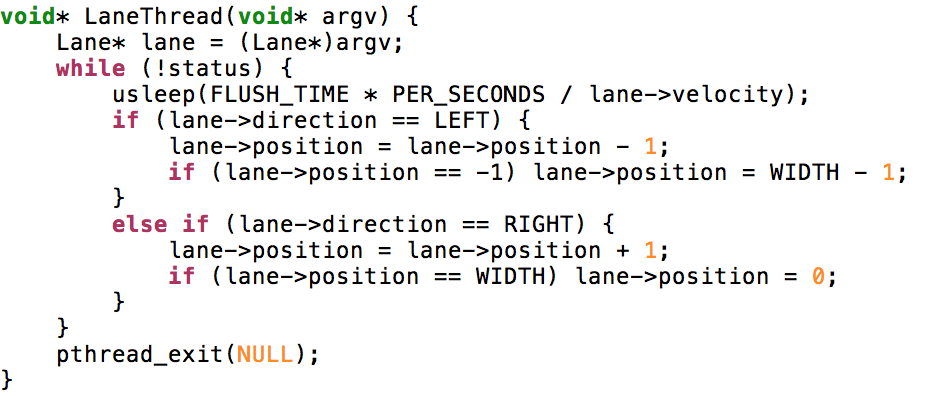 void* LaneThread(void* argv) {
    Lane* lane = (Lane*)argv;
    while (!status) {
        usleep(FLUSH_TIME * PER_SECONDS / lane->velocity);
        if (lane->direction == LEFT) {
            lane->position = lane->position - 1;
            if (lane->position == -1) lane->position = WIDTH - 1;
        }
        else if (lane->direction == RIGHT) {
            lane->position = lane->position + 1;
            if (lane->position == WIDTH) lane->position = 0;
        }
    }
    pthread_exit(NULL);
}